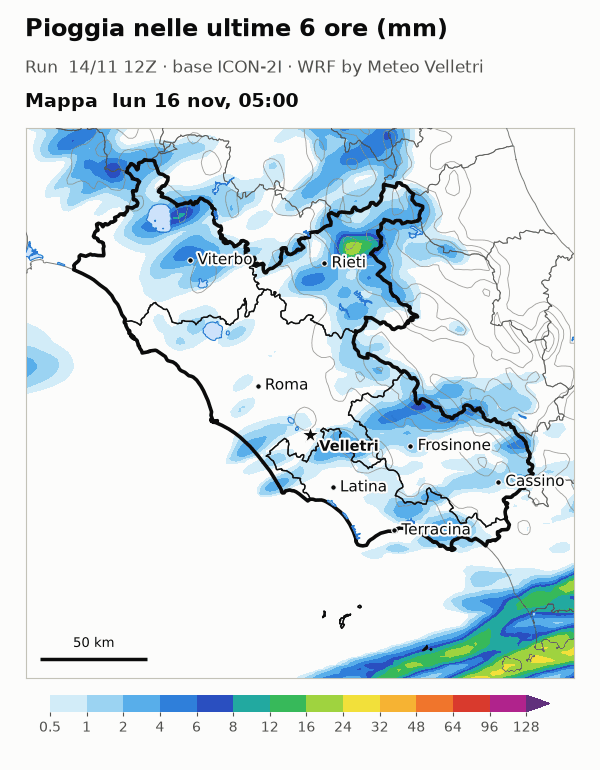 Pioggia nelle ultime 6 ore (mm)
Run  14/11 12Z · base ICON-2I · WRF by Meteo Velletri
Mappa  lun 16 nov, 05:00
Viterbo
Rieti
Roma
Velletri
Frosinone
Latina
Cassino
Terracina
50 km
0.5 1 2 4 6 8 12 16 24 32 48 64 96 128